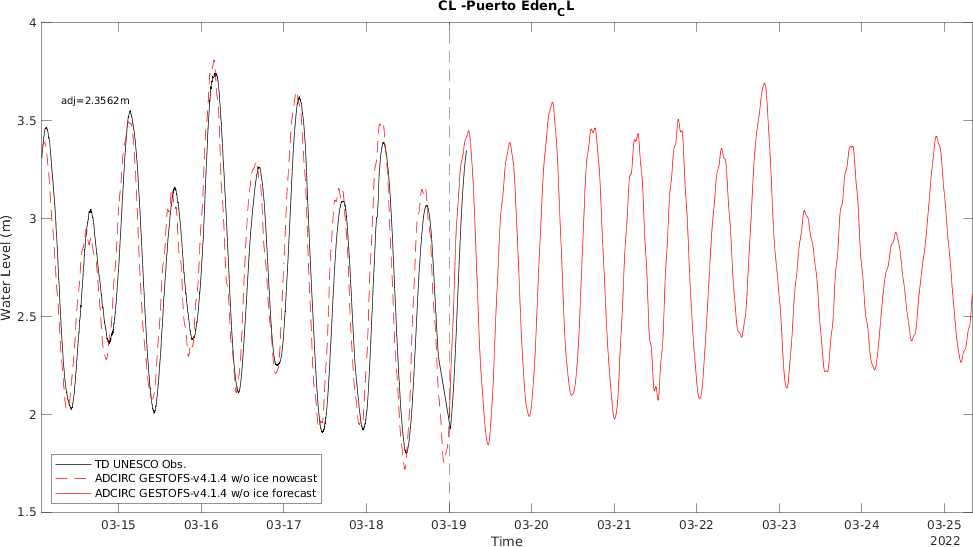 CL -Puerto Eden_CL
4
adj=2.3562m
3.5
3
Water Level (m)
2.5
2
TD UNESCO Obs.
ADCIRC GESTOFS-v4.1.4 w/o ice nowcast
ADCIRC GESTOFS-v4.1.4 w/o ice forecast
1.5
03-15 03-16 03-17 03-18 03-19 03-20 03-21 03-22 03-23 03-24 03-25
Time 2022